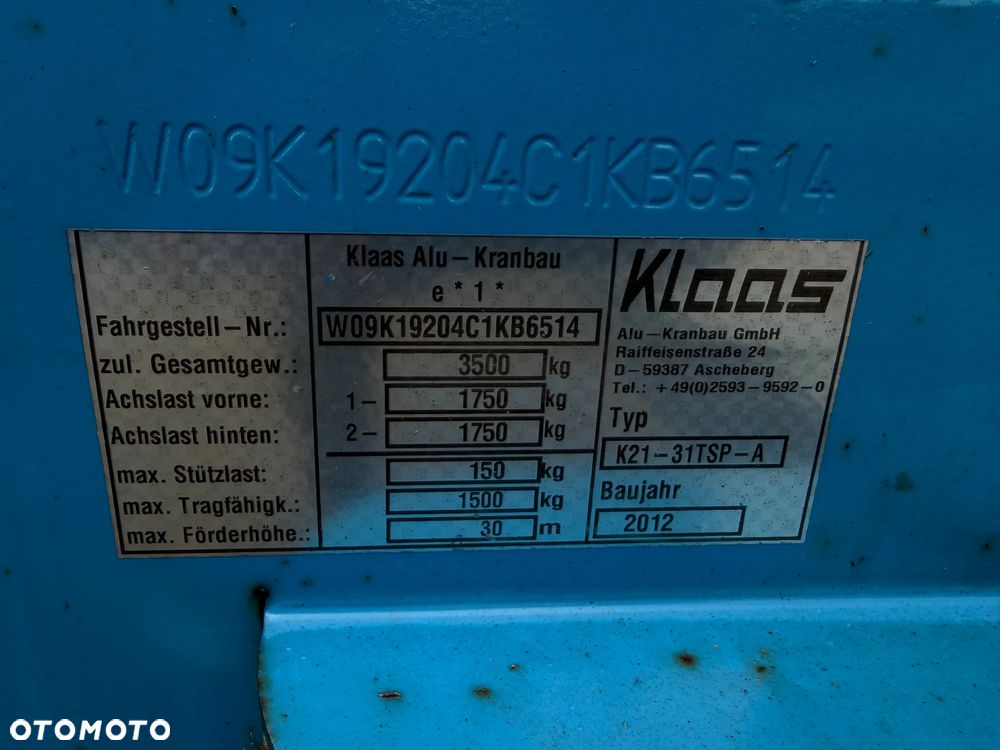 W09K19204C1KB6514
Klaas Alu-Kranbau
e * 1 *
Fahrgestell-Nr.: W09K19204C1KB6514
zul. Gesamtgew.: 3500 kg
Achslast vorne: 1- 1750 kg
Achslast hinten: 2- 1750 kg
max. Stützlast: 150 kg
max. Tragfähigk.: 1500 kg
max. Förderhöhe.: 30 m
Klaas
Alu-Kranbau GmbH
Raiffeisenstraße 24
D-59387 Ascheberg
Tel.: +49(0)2593-9592-0
Typ
K21-31TSP-A
Baujahr
2012
OTOMOTO